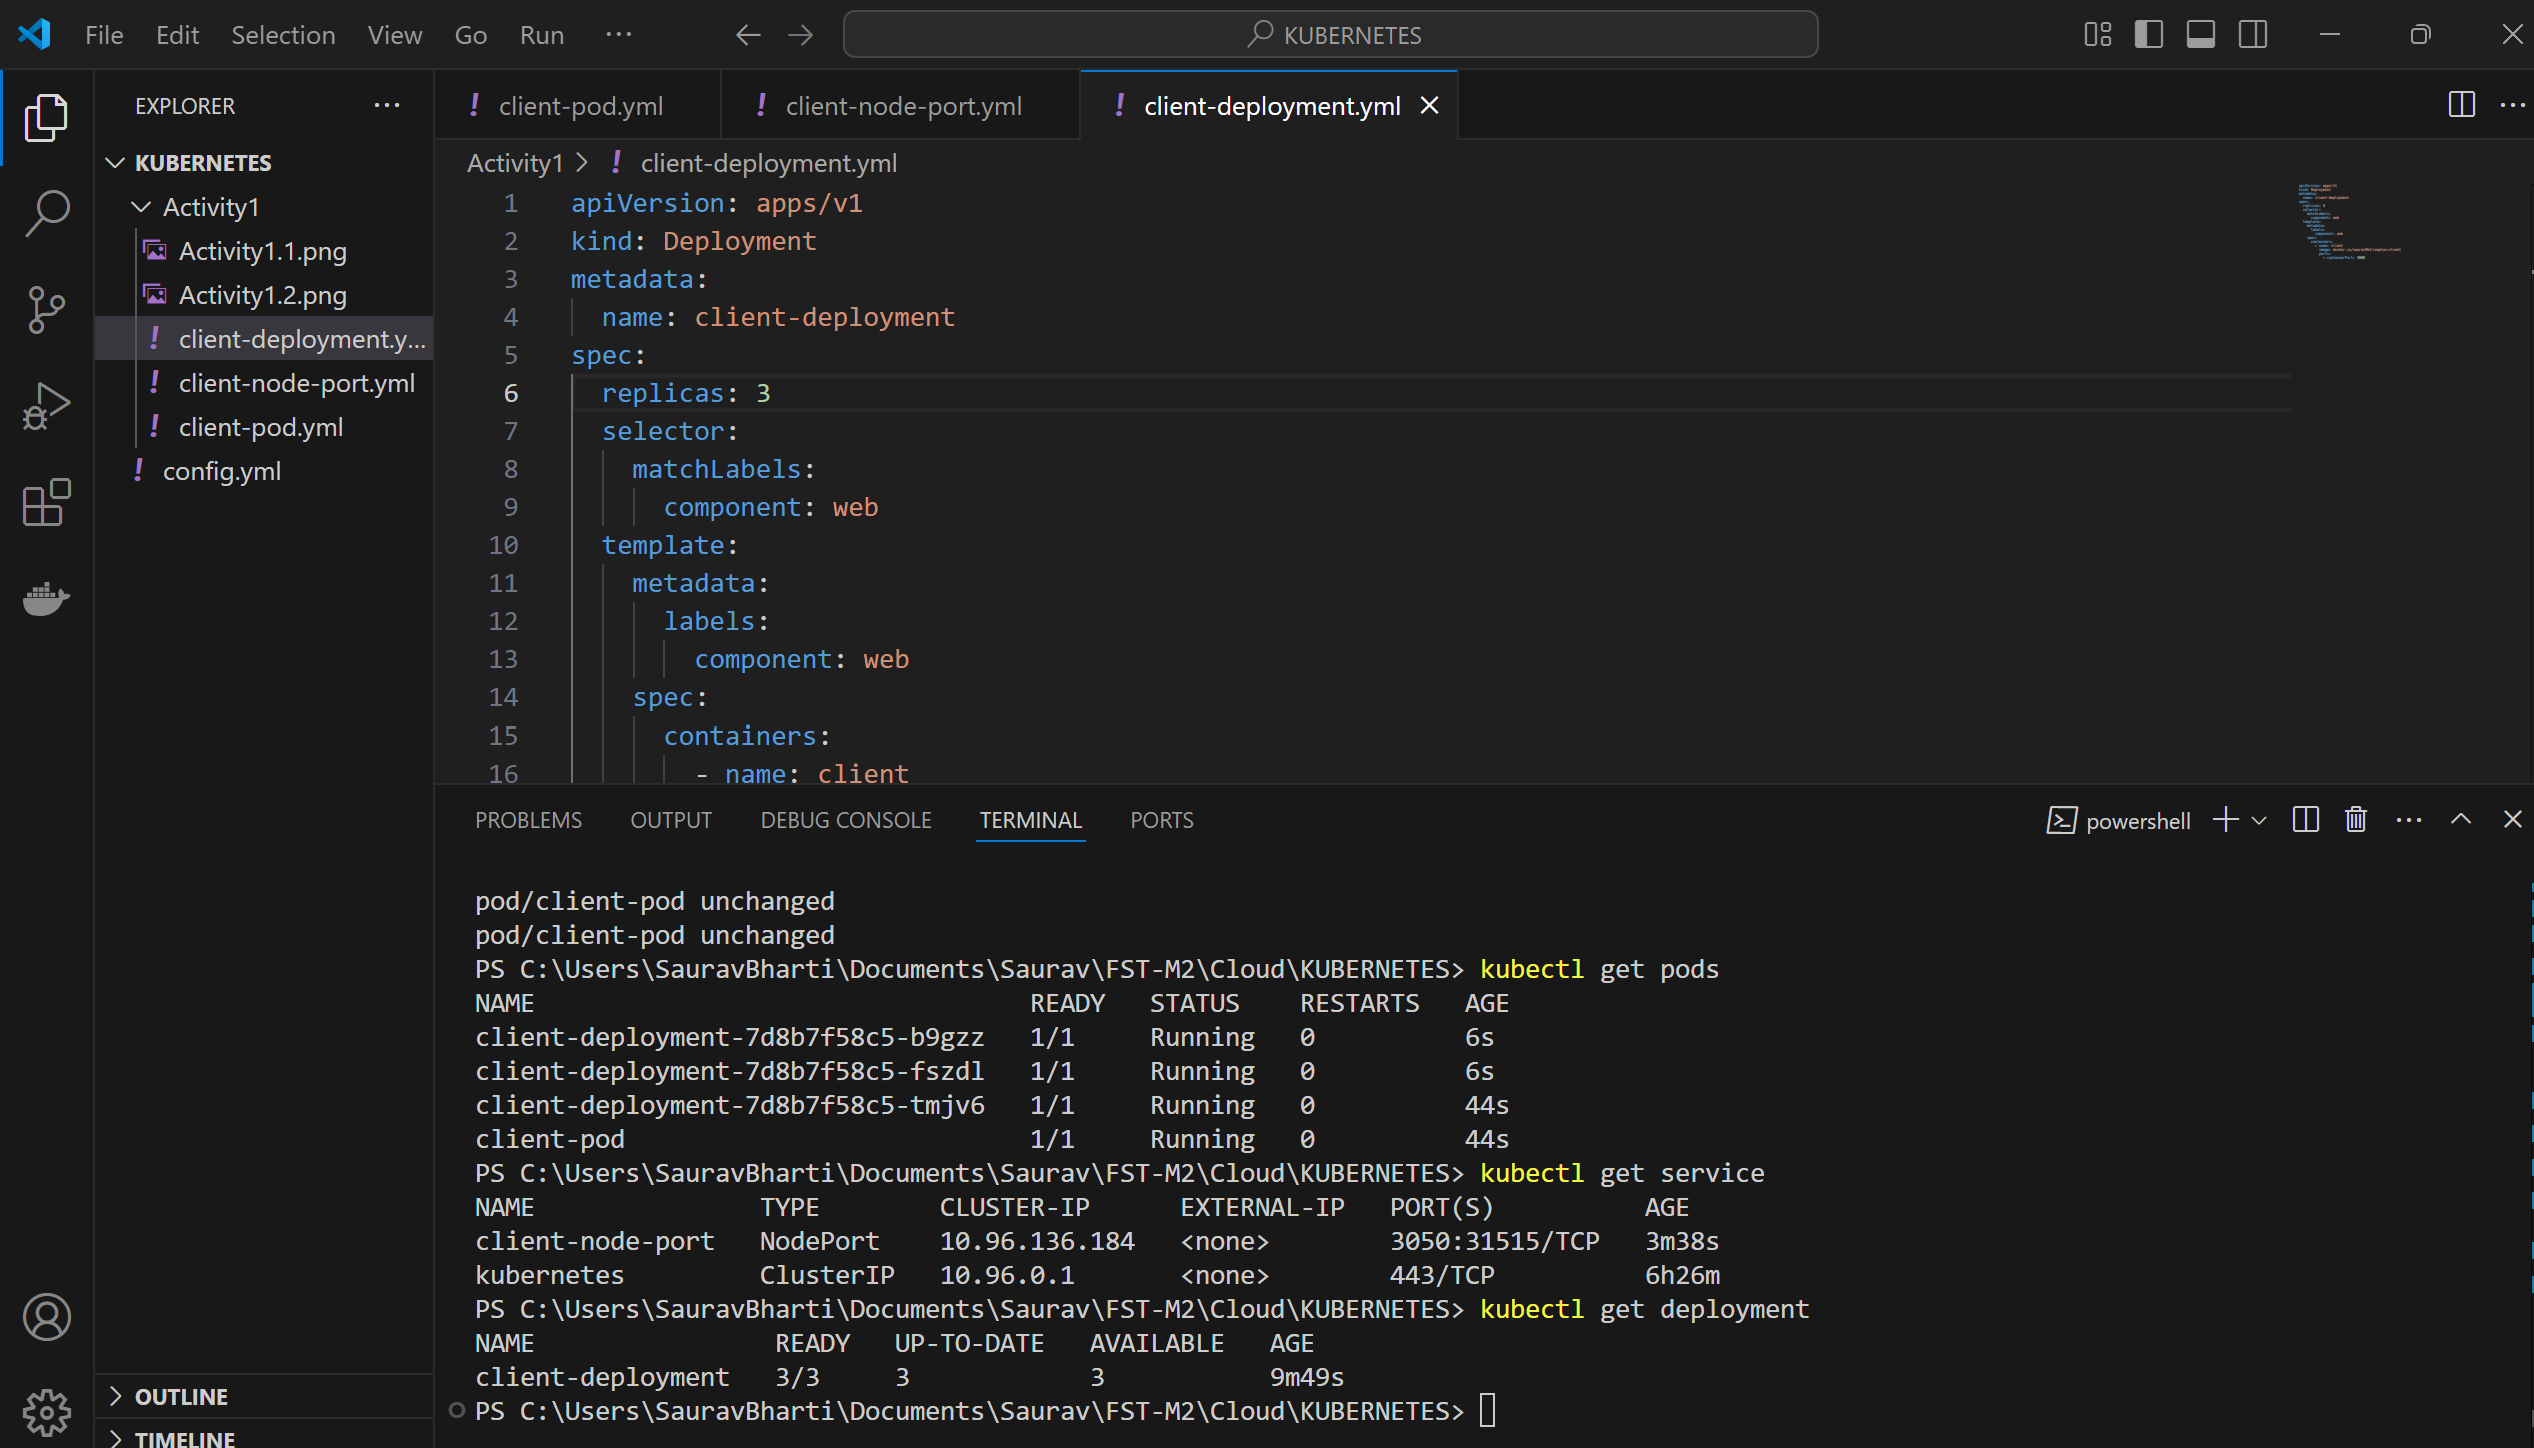 File Edit Selection View Go Run ...
KUBERNETES
EXPLORER
KUBERNETES
Activity1
Activity1.1.png
Activity1.2.png
! client-deployment.y...
! client-node-port.yml
! client-pod.yml
! config.yml
OUTLINE
TIMELINE
! client-pod.yml ! client-node-port.yml ! client-deployment.yml
Activity1 > ! client-deployment.yml
1 apiVersion: apps/v1
2 kind: Deployment
3 metadata:
4 name: client-deployment
5 spec:
6 replicas: 3
7 selector:
8 matchLabels:
9 component: web
10 template:
11 metadata:
12 labels:
13 component: web
14 spec:
15 containers:
16 - name: client
PROBLEMS OUTPUT DEBUG CONSOLE TERMINAL PORTS powershell
pod/client-pod unchanged
pod/client-pod unchanged
PS C:\Users\SauravBharti\Documents\Saurav\FST-M2\Cloud\KUBERNETES> kubectl get pods
NAME READY STATUS RESTARTS AGE
client-deployment-7d8b7f58c5-b9gzz 1/1 Running 0 6s
client-deployment-7d8b7f58c5-fszdl 1/1 Running 0 6s
client-deployment-7d8b7f58c5-tmjv6 1/1 Running 0 44s
client-pod 1/1 Running 0 44s
PS C:\Users\SauravBharti\Documents\Saurav\FST-M2\Cloud\KUBERNETES> kubectl get service
NAME TYPE CLUSTER-IP EXTERNAL-IP PORT(S) AGE
client-node-port NodePort 10.96.136.184 <none> 3050:31515/TCP 3m38s
kubernetes ClusterIP 10.96.0.1 <none> 443/TCP 6h26m
PS C:\Users\SauravBharti\Documents\Saurav\FST-M2\Cloud\KUBERNETES> kubectl get deployment
NAME READY UP-TO-DATE AVAILABLE AGE
client-deployment 3/3 3 3 9m49s
PS C:\Users\SauravBharti\Documents\Saurav\FST-M2\Cloud\KUBERNETES>